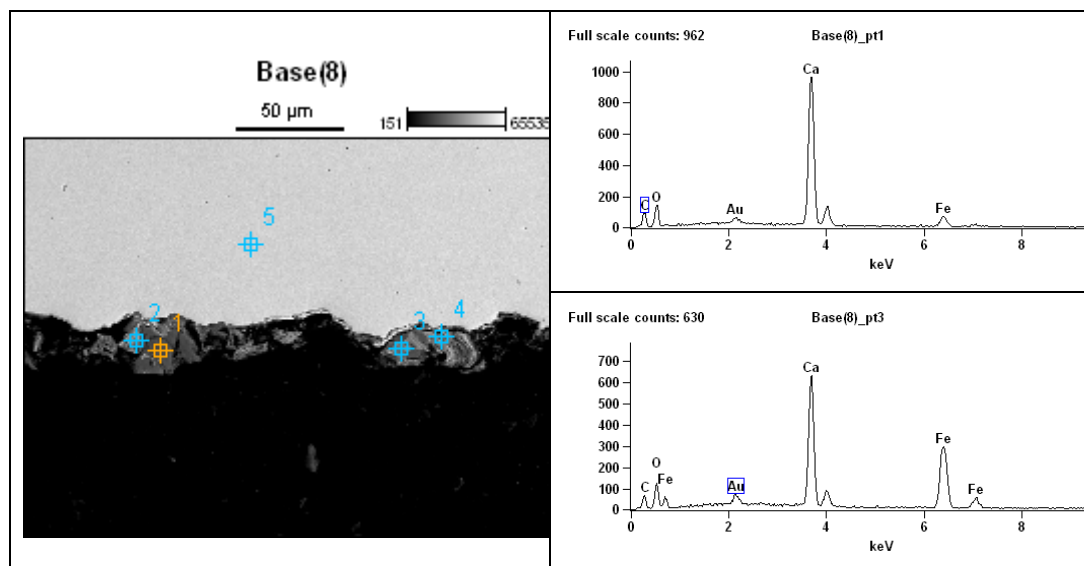 Base(8)
50 µm
151 65535
5
2 1 3 4
Full scale counts: 962 Base(8)_pt1
1000
800
600
400
200
0
Ca
C O Au Fe
0 2 4 6 8
keV
Full scale counts: 630 Base(8)_pt3
700
600
500
400
300
200
100
0
Ca
Fe
O
C Fe Au Fe
0 2 4 6 8
keV